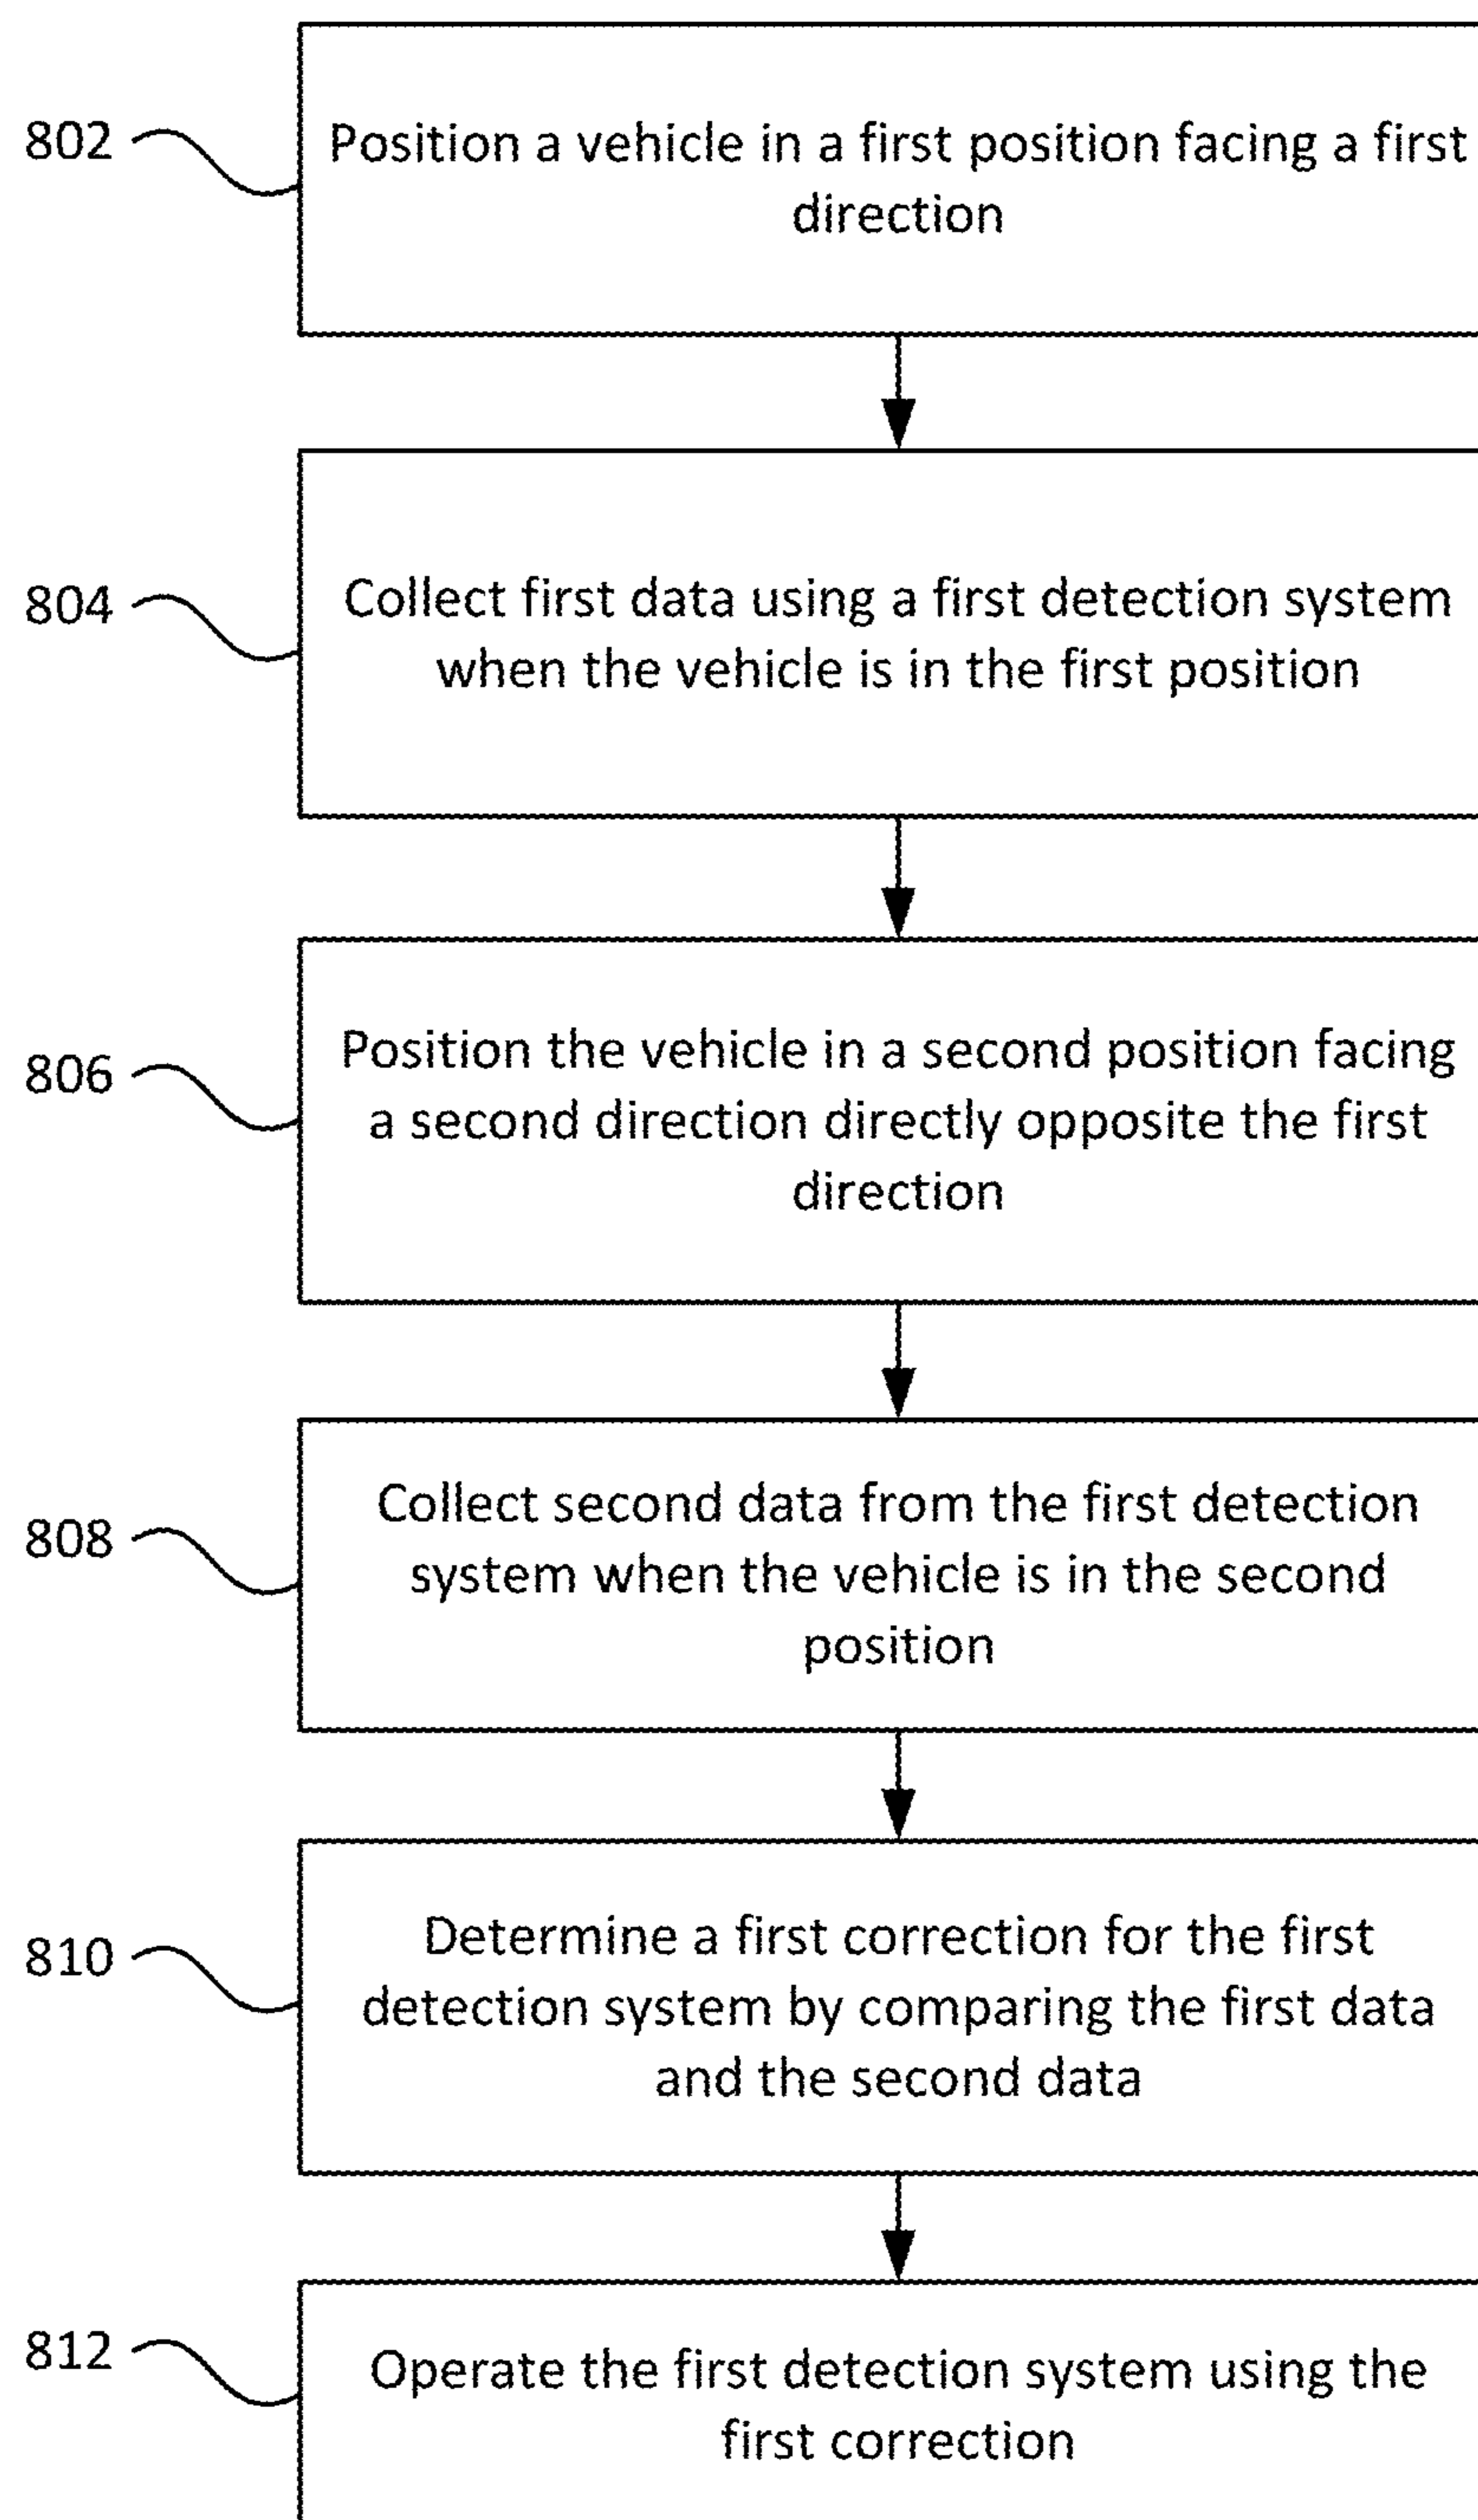 802
Position a vehicle in a first position facing a first
direction
804
Collect first data using a first detection system
when the vehicle is in the first position
806
Position the vehicle in a second position facing
a second direction directly opposite the first
direction
808
Collect second data from the first detection
system when the vehicle is in the second
position
810
Determine a first correction for the first
detection system by comparing the first data
and the second data
812
Operate the first detection system using the
first correction